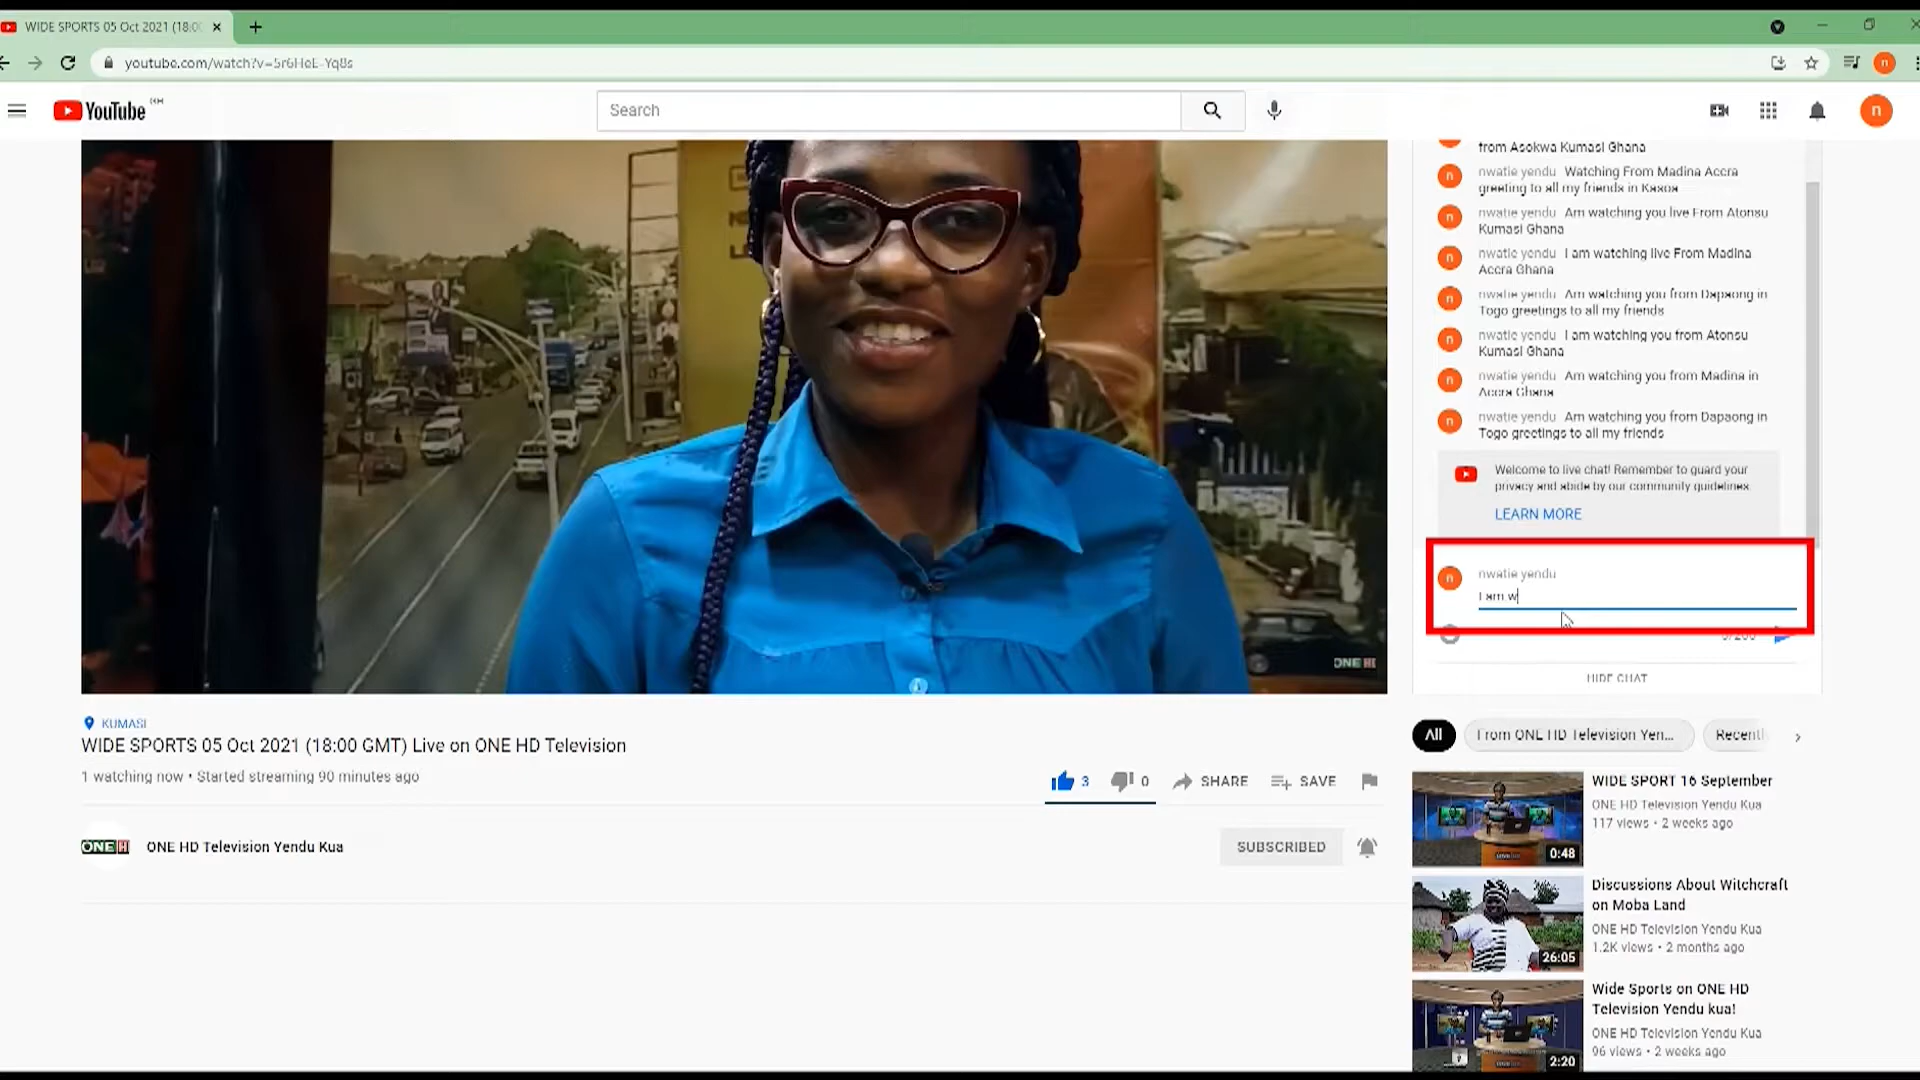 WIDE SPORTS 05 Oct 2021 (18:0
youtube.com/watch?v=5r6HeE-Yq8s
YouTube GH
Search
n
from Asokwa Kumasi Ghana
nwatie yendu Watching From Madina Accra
greeting to all my friends in Kasoa
nwatie yendu Am watching you live From Atonsu
Kumasi Ghana
nwatie yendu I am watching live From Madina
Accra Ghana
nwatie yendu Am watching you from Dapaong in
Togo greetings to all my friends
nwatie yendu I am watching you from Atonsu
Kumasi Ghana
nwatie yendu Am watching you from Madina in
Accra Ghana
nwatie yendu Am watching you from Dapaong in
Togo greetings to all my friends
Welcome to live chat! Remember to guard your
privacy and abide by our community guidelines.
LEARN MORE
nwatie yendu
I am w
HIDE CHAT
ONE HD
KUMASI
WIDE SPORTS 05 Oct 2021 (18:00 GMT) Live on ONE HD Television
1 watching now • Started streaming 90 minutes ago
3 0 SHARE SAVE
ONE H
ONE HD Television Yendu Kua
SUBSCRIBED
All From ONE HD Television Yen... Recently
WIDE SPORT 16 September
ONE HD Television Yendu Kua
117 views • 2 weeks ago
0:48
Discussions About Witchcraft
on Moba Land
ONE HD Television Yendu Kua
1.2K views • 2 months ago
26:05
Wide Sports on ONE HD
Television Yendu kua!
ONE HD Television Yendu Kua
96 views • 2 weeks ago
2:20